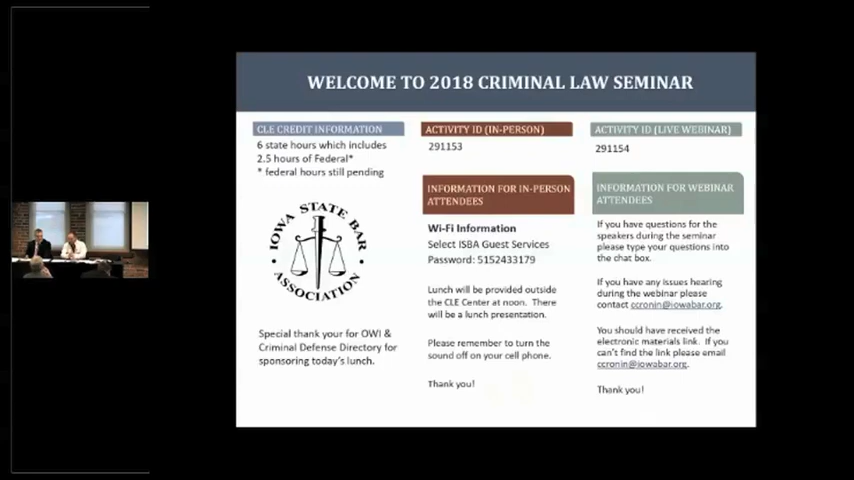 WELCOME TO 2018 CRIMINAL LAW SEMINAR
CLE CREDIT INFORMATION
6 state hours which includes
2.5 hours of Federal*
* federal hours still pending
IOWA STATE BAR
ASSOCIATION
Special thank your for OWI &
Criminal Defense Directory for
sponsoring today's lunch.
ACTIVITY ID (IN-PERSON)
291153
INFORMATION FOR IN-PERSON
ATTENDEES
Wi-Fi Information
Select ISBA Guest Services
Password: 5152433179
Lunch will be provided outside
the CLE Center at noon. There
will be a lunch presentation.
Please remember to turn the
sound off on your cell phone.
Thank you!
ACTIVITY ID (LIVE WEBINAR)
291154
INFORMATION FOR WEBINAR
ATTENDEES
If you have questions for the
speakers during the seminar
please type your questions into
the chat box.
If you have any issues hearing
during the webinar please
contact ccronin@iowabar.org.
You should have received the
electronic materials link. If you
can't find the link please email
ccronin@iowabar.org.
Thank you!